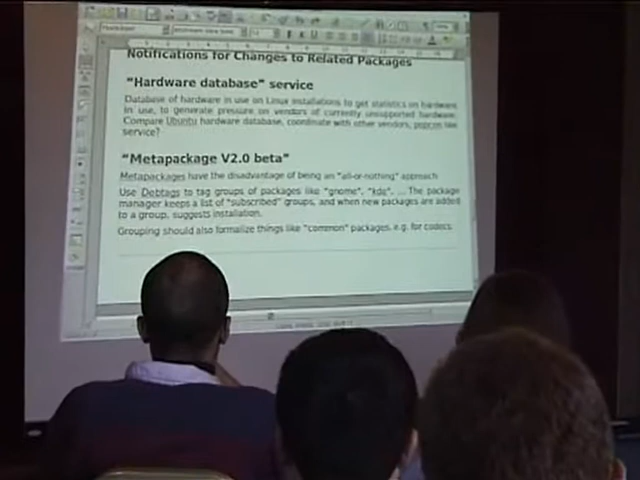 Notifications for Changes to Related Packages
"Hardware database" service
Database of hardware in use on Linux installations to get statistics on hardware
in use, to generate pressure on vendors of currently unsupported hardware.
Compare Ubuntu hardware database, coordinate with other vendors, popcon like
service?
"Metapackage V2.0 beta"
Metapackages have the disadvantage of being an "all-or-nothing" approach
Use Debtags to tag groups of packages like "gnome", "kde", ... The package
manager keeps a list of "subscribed" groups, and when new packages are added
to a group, suggests installation.
Grouping should also formalize things like "common" packages, e.g. for codecs